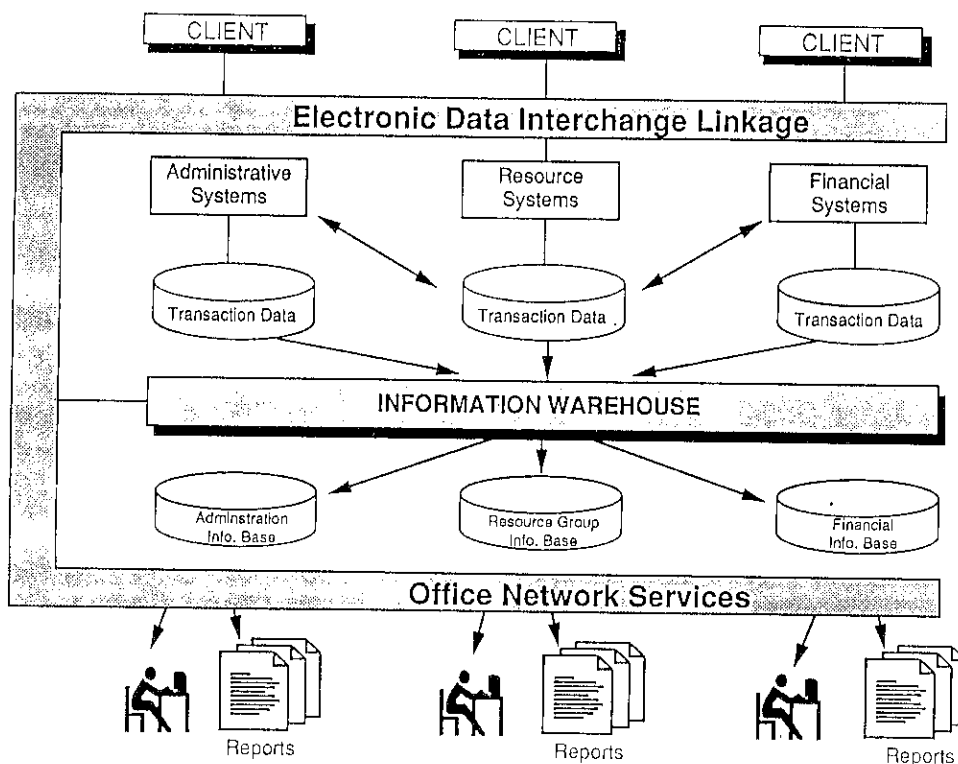 CLIENT
CLIENT
CLIENT
Electronic Data Interchange Linkage
Administrative
Systems
Resource
Systems
Financial
Systems
Transaction Data
Transaction Data
Transaction Data
INFORMATION WAREHOUSE
Adminstration
Info. Base
Resource Group
Info. Base
Financial
Info. Base
Office Network Services
Reports
Reports
Reports